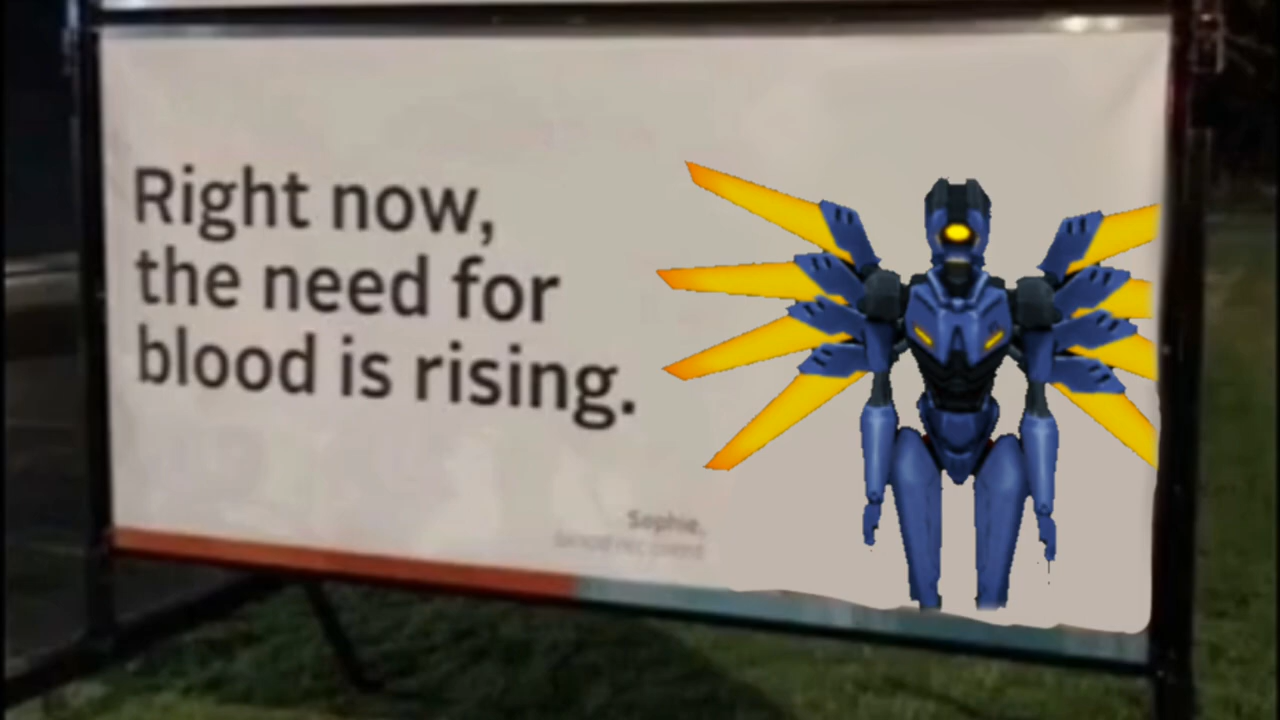 Right now,
the need for
blood is rising.
Sophie,